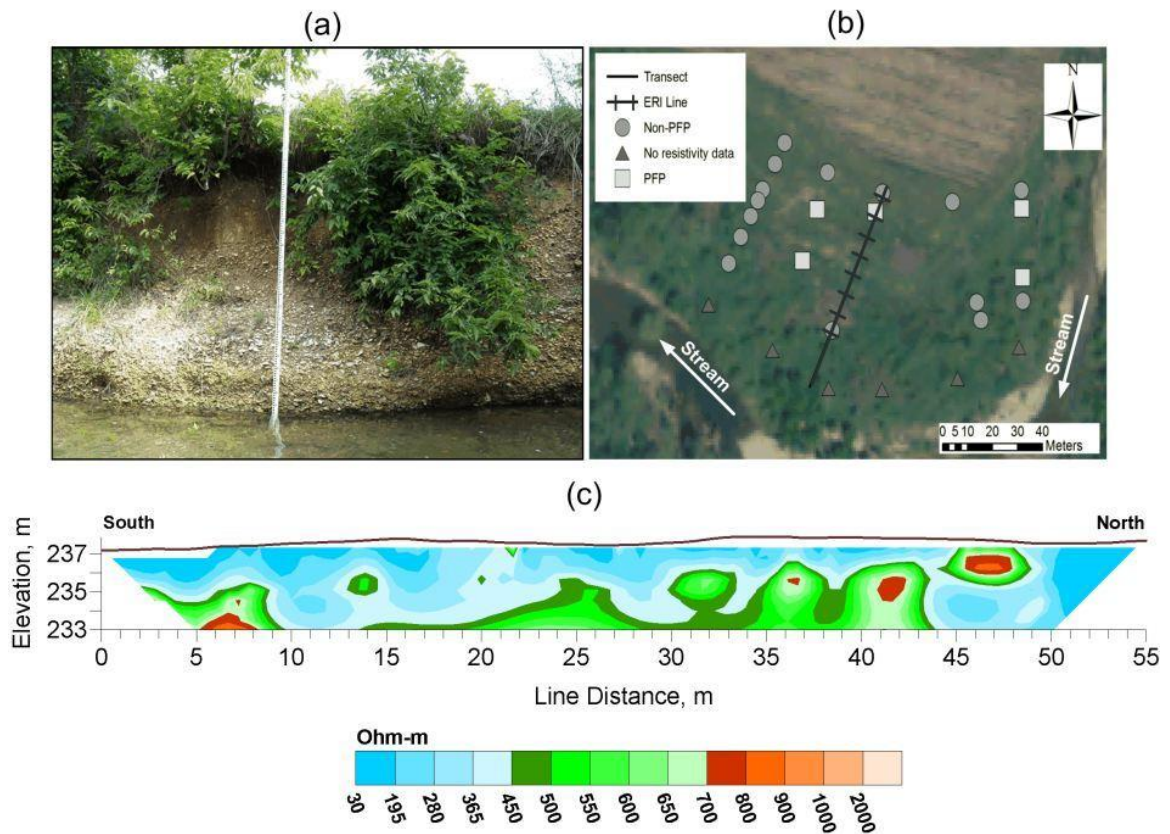 (a)
(b)
Transect
ERI Line
Non-PFP
No resistivity data
PFP
N
Stream
Stream
0 5 10 20 30 40
Meters
(c)
South
North
Elevation, m
237
235
233
0 5 10 15 20 25 30 35 40 45 50 55
Line Distance, m
Ohm-m
30 195 280 365 450 500 550 600 650 700 800 900 1000 2000